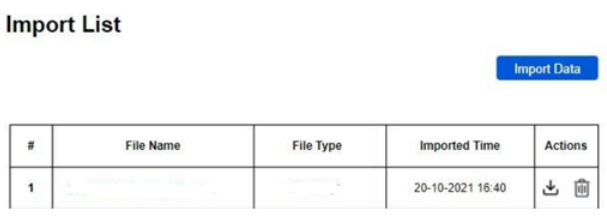 Import List
Import Data
# File Name File Type Imported Time Actions
1 20-10-2021 16:40